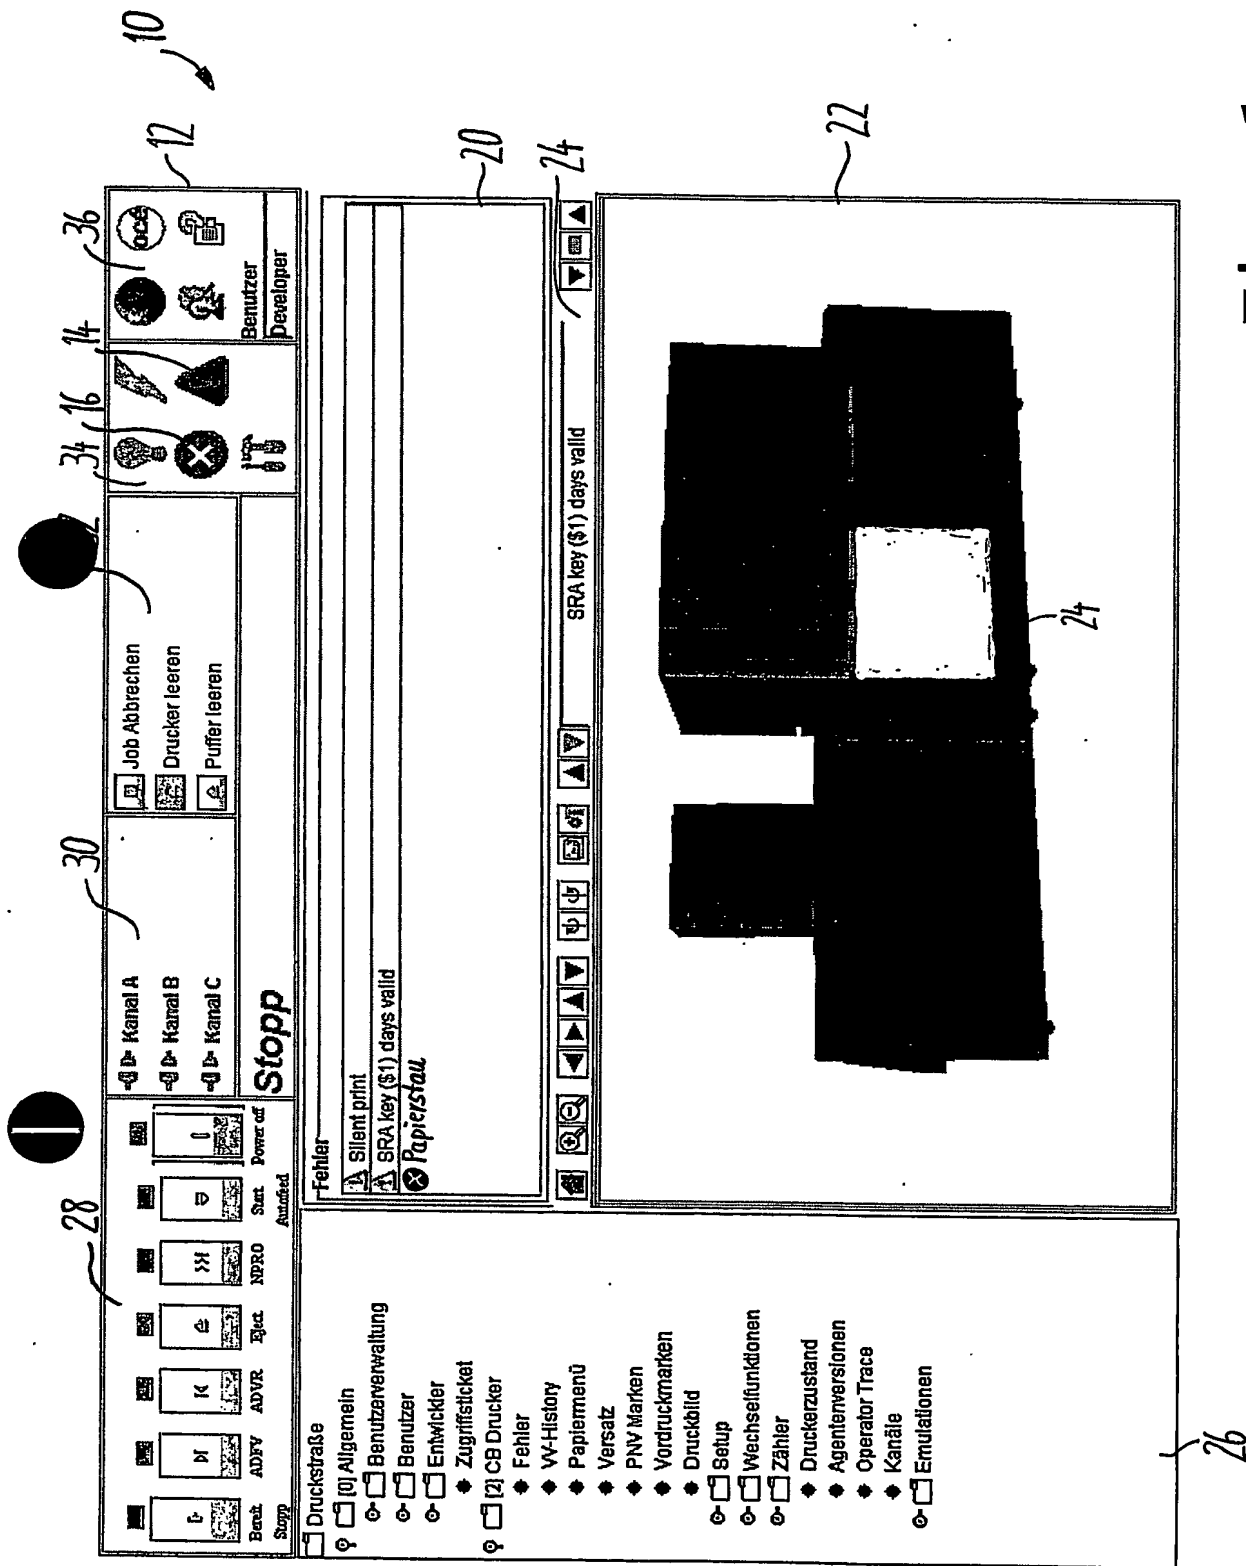 10
12
36
14
16
34
30
28
océ
Benutzer
Developer
Job Abbrechen
Drucker leeren
Puffer leeren
Kanal A
Kanal B
Kanal C
Stopp
Bereit
Stopp
ADFV
ADVR
Eject
NPRO
Start
Autofeed
Power off
20
Fehler
Silent print
SRA key ($1) days valid
Papierstau
24
SRA key ($1) days valid
22
24
Druckstraße
[0] Allgemein
Benutzerverwaltung
Benutzer
Entwickler
Zugriffsticket
[2] CB Drucker
Fehler
VV-History
Papiermenü
Versatz
PNV Marken
Vordruckmarken
Druckbild
Setup
Wechselfunktionen
Zähler
Druckerzustand
Agentenversionen
Operator Trace
Kanäle
Emulationen
26